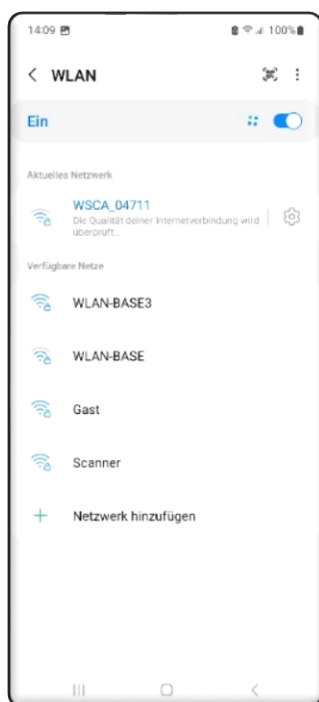 14:09 100%
WLAN
Ein
Aktuelles Netzwerk
WSCA_04711
Die Qualität deiner Internetverbindung wird
überprüft...
Verfügbare Netze
WLAN-BASE3
WLAN-BASE
Gast
Scanner
Netzwerk hinzufügen